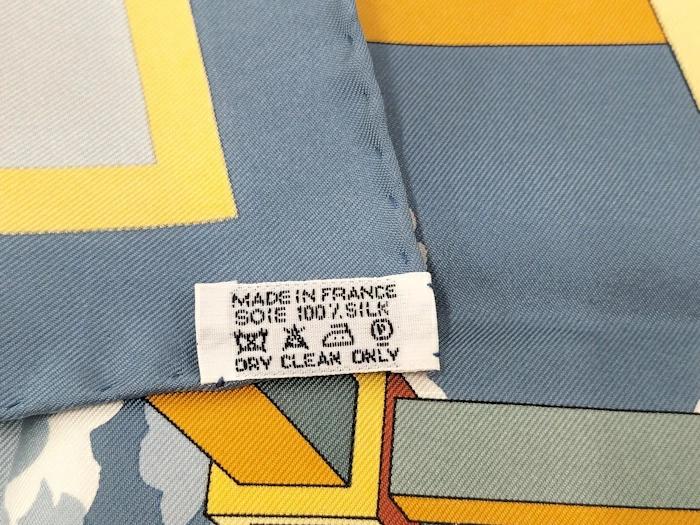 MADE IN FRANCE
SOIE 100% SILK
P
DRY CLEAN ONLY